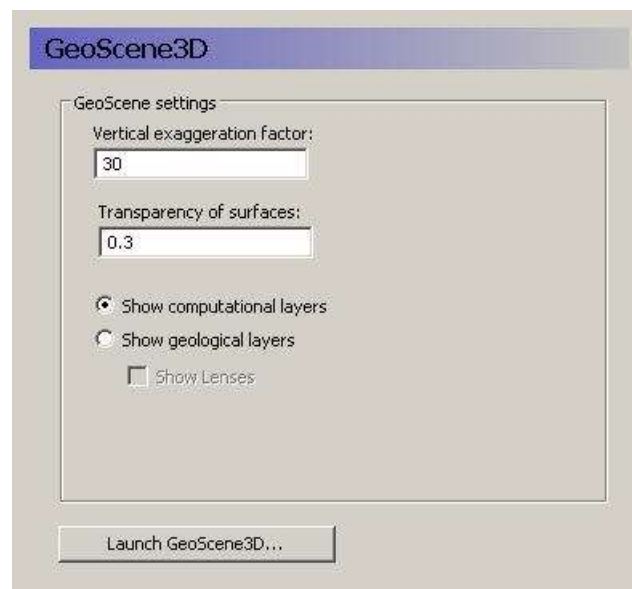 GeoScene3D
GeoScene settings
Vertical exaggeration factor:
30
Transparency of surfaces:
0.3
Show computational layers
Show geological layers
Show Lenses
Launch GeoScene3D...